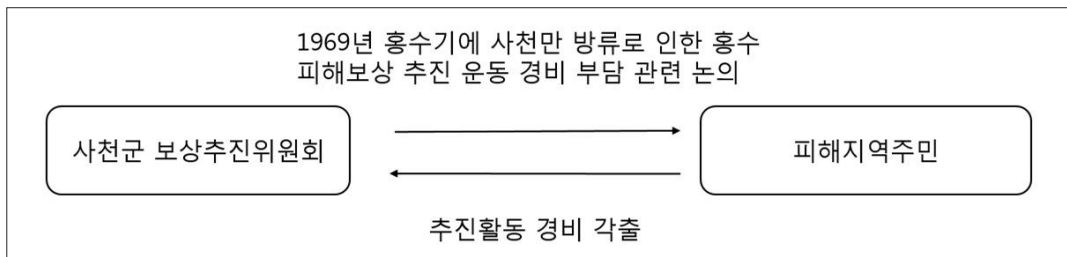 1969년 홍수기에 사천만 방류로 인한 홍수
피해보상 추진 운동 경비 부담 관련 논의
사천군 보상추진위원회
피해지역주민
추진활동 경비 각출